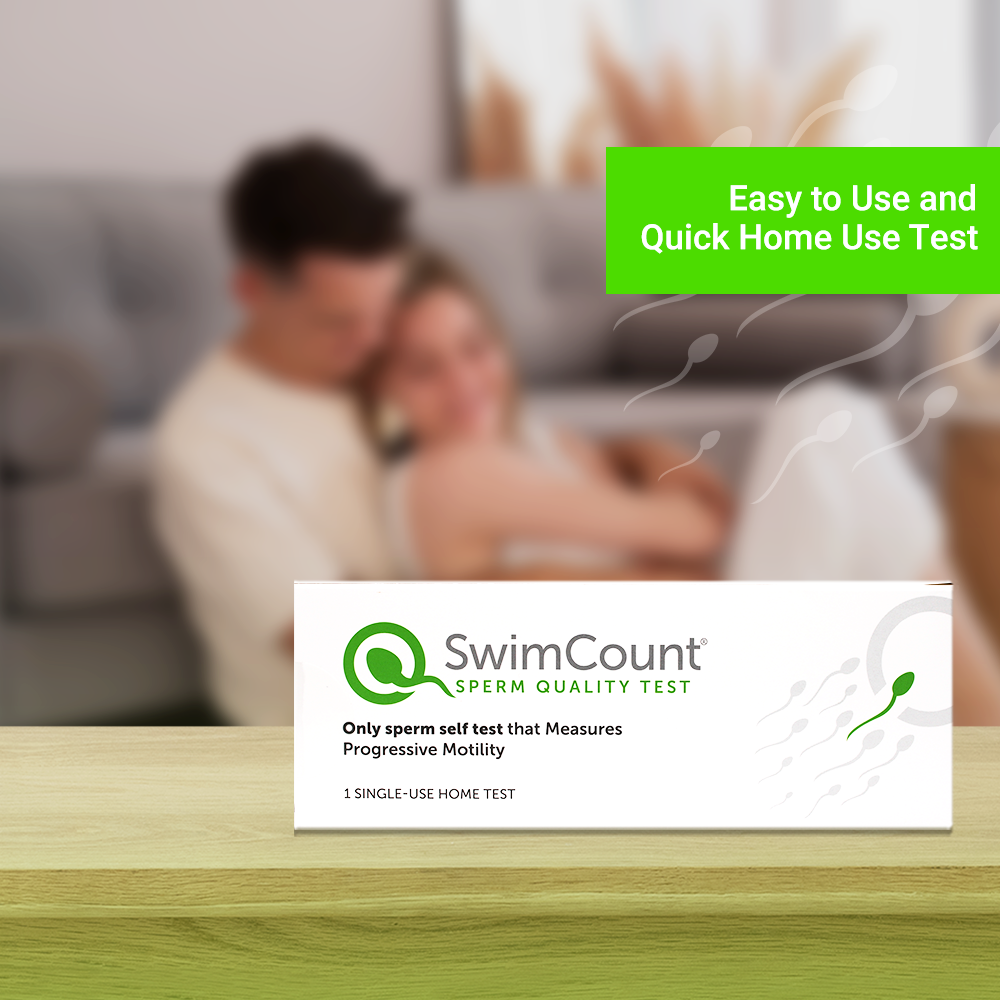 Easy to Use and
Quick Home Use Test
SwimCount®
SPERM QUALITY TEST
Only sperm self test that Measures
Progressive Motility
1 SINGLE-USE HOME TEST